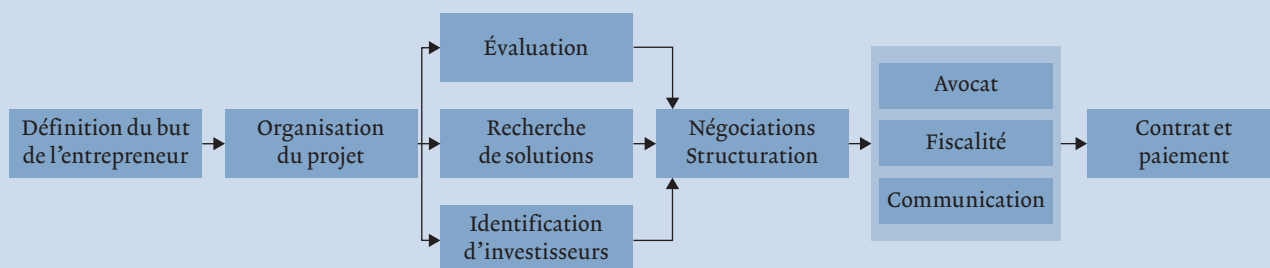 Définition du but
de l’entrepreneur
Organisation
du projet
Évaluation
Recherche
de solutions
Identification
d’investisseurs
Négociations
Structuration
Avocat
Fiscalité
Communication
Contrat et
paiement